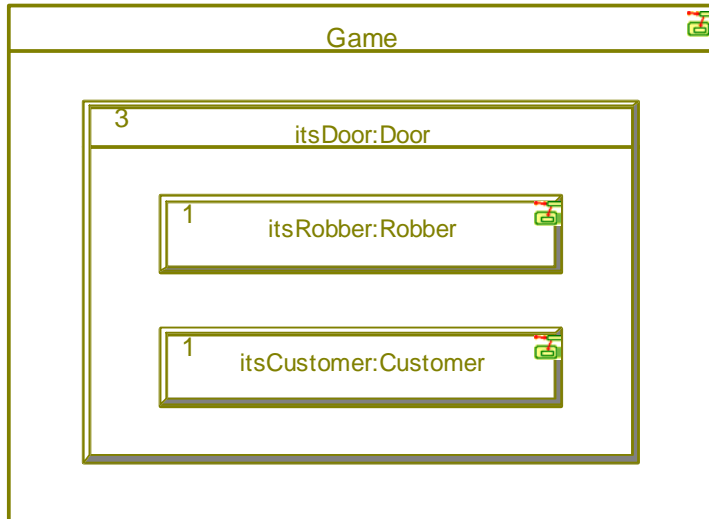 Game
3
itsDoor:Door
1
itsRobber:Robber
1
itsCustomer:Customer